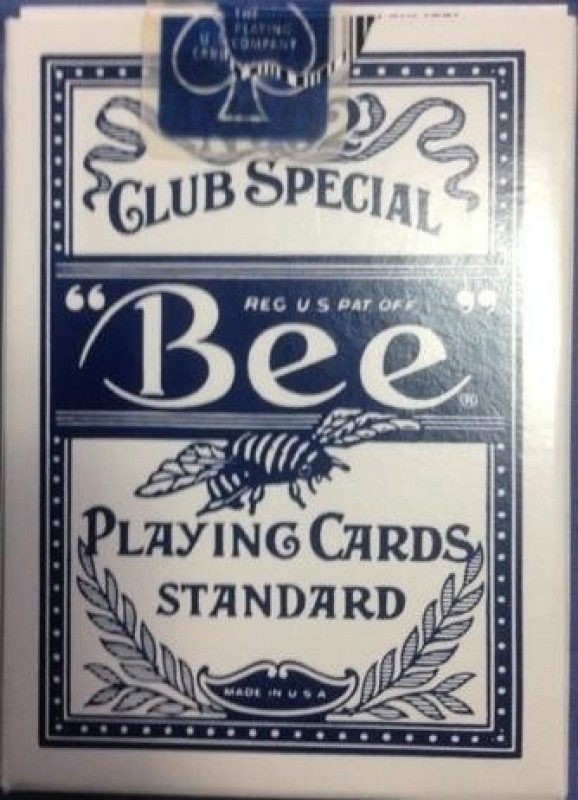 THE
PLAYING
U.S.
CARD COMPANY
CLUB SPECIAL
REG U S PAT OFF
“Bee”
®
PLAYING CARDS
STANDARD
MADE IN U S A